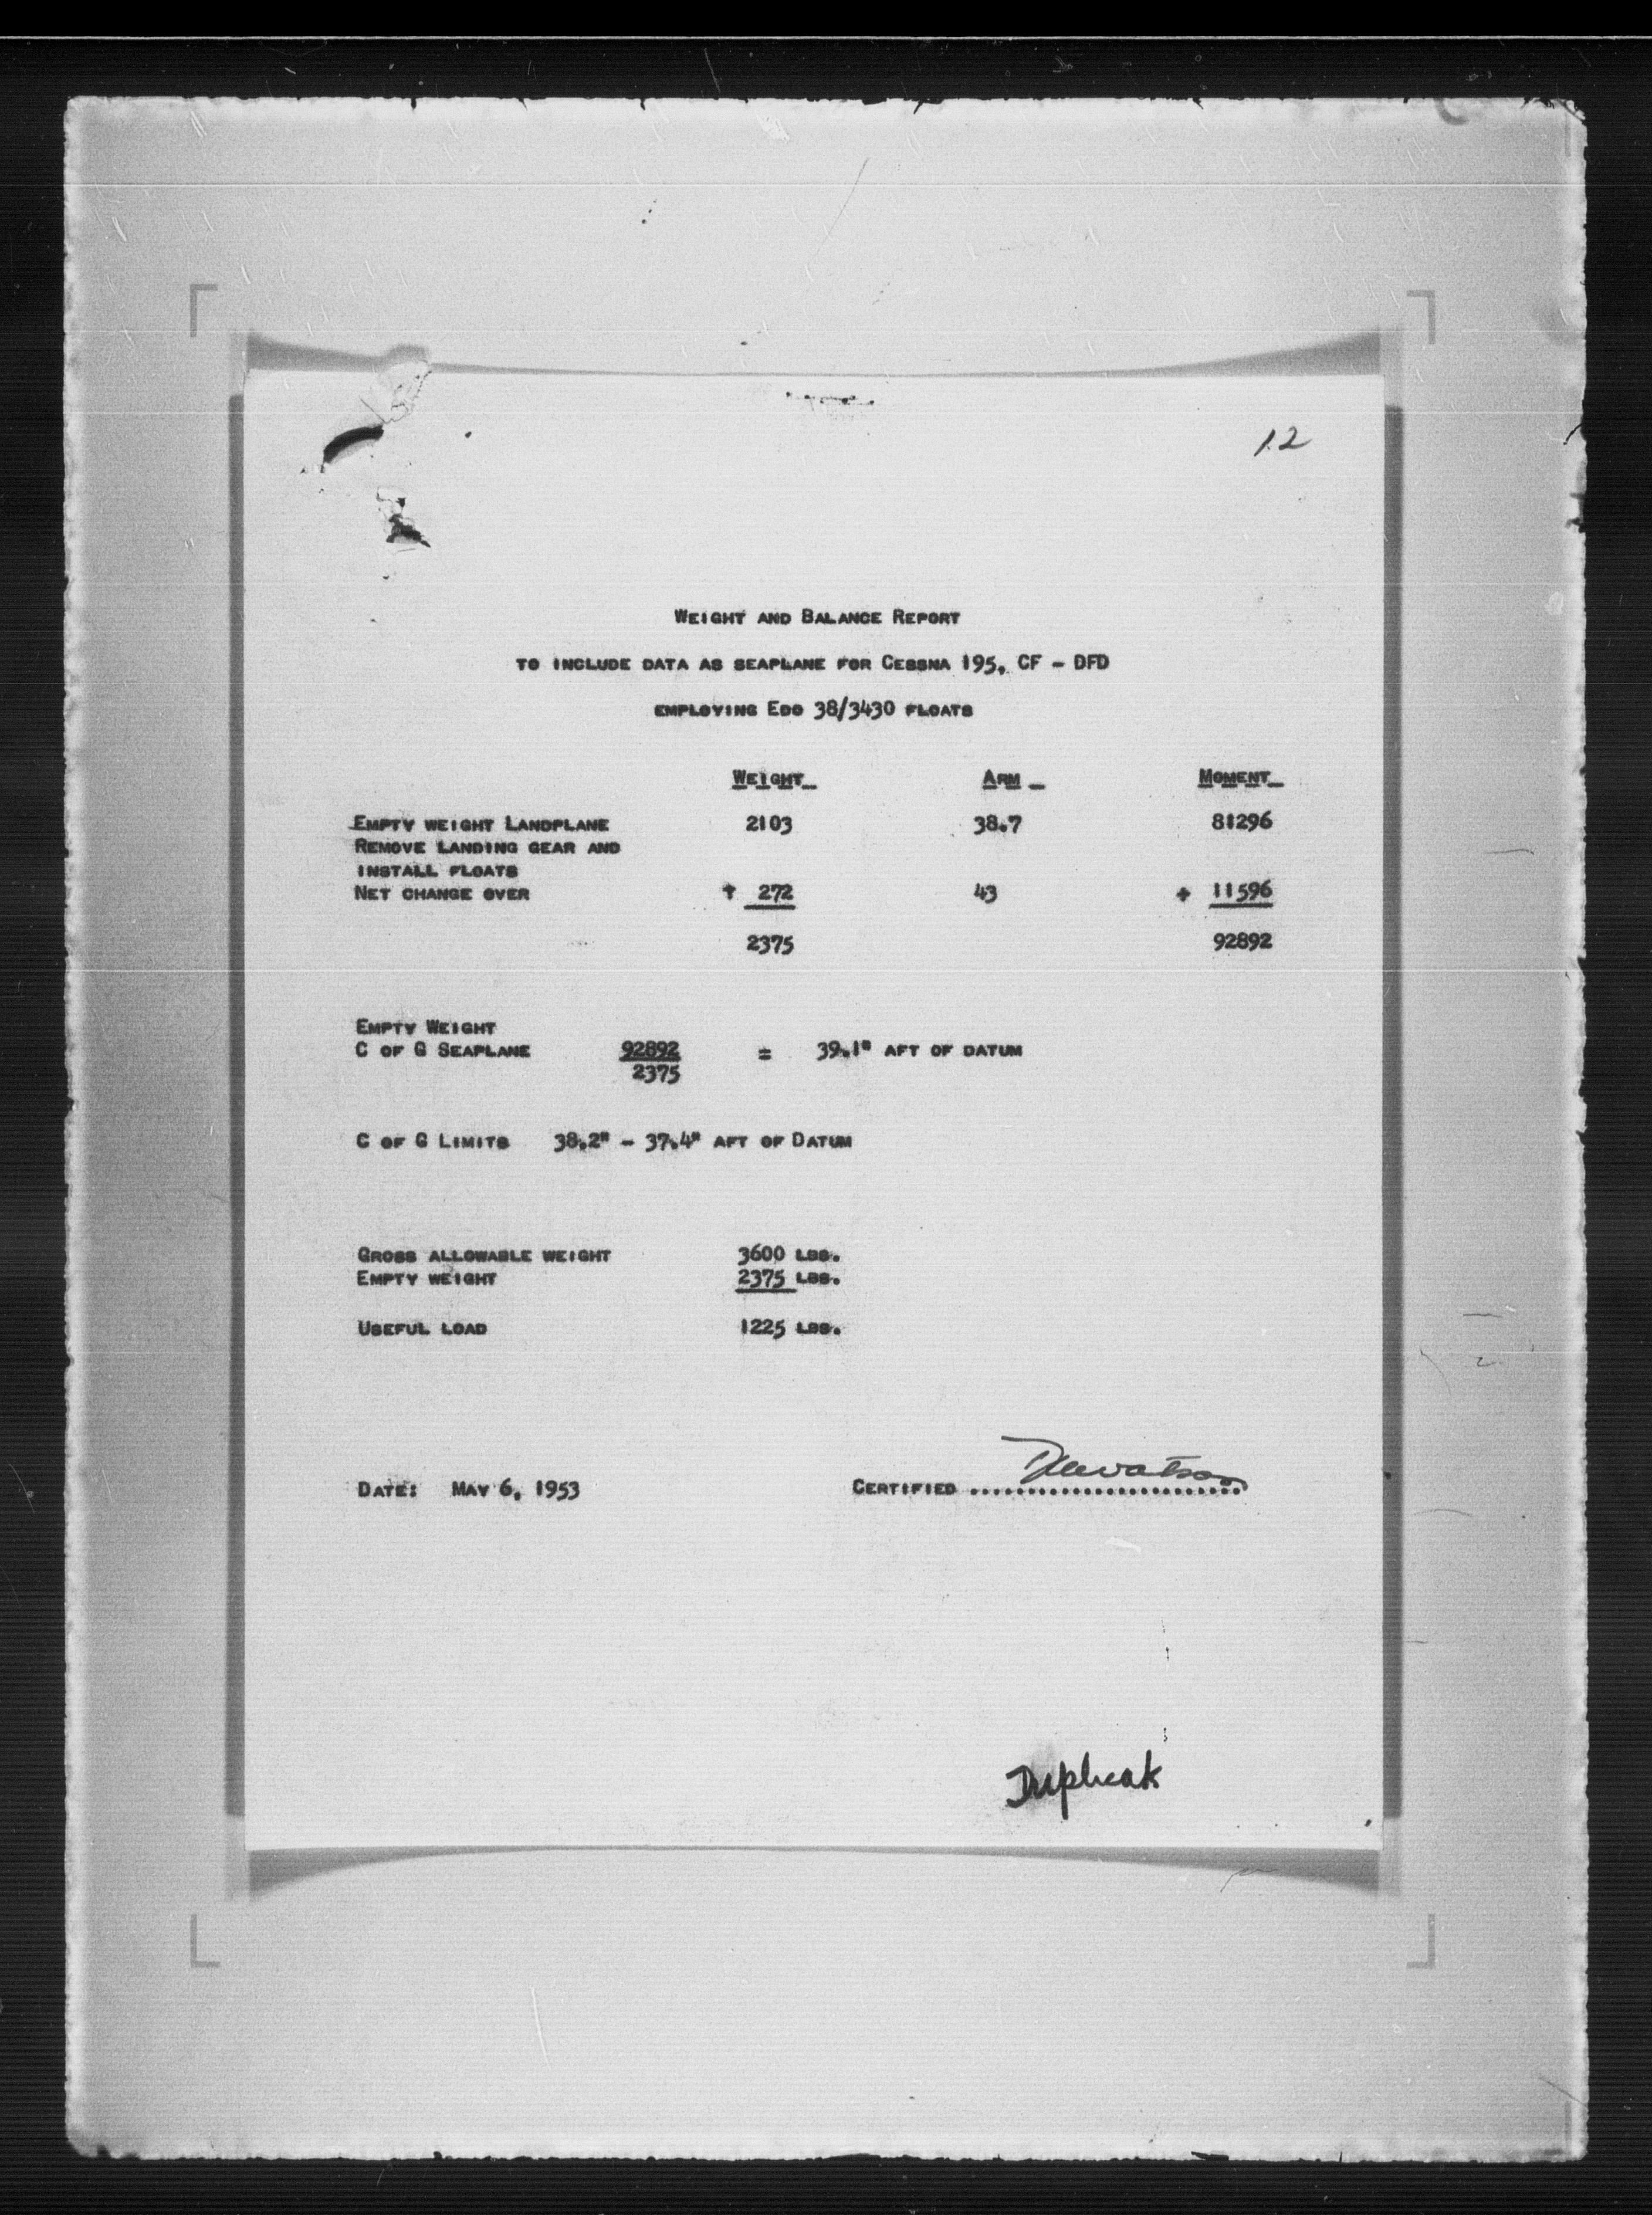 12
WEIGHT AND BALANCE REPORT
TO INCLUDE DATA AS SEAPLANE FOR CESSNA 195, CF - DFD
EMPLOYING EDO 38/3430 FLOATS
WEIGHT ARM MOMENT
EMPTY WEIGHT LANDPLANE 2103 38.7 81296
REMOVE LANDING GEAR AND
INSTALL FLOATS
NET CHANGE OVER + 272 43 + 11596
2375 92892
EMPTY WEIGHT
C OF G SEAPLANE 92892 = 39.1" AFT OF DATUM
2375
C OF G LIMITS 38.2" - 37.4" AFT OF DATUM
GROSS ALLOWABLE WEIGHT 3600 LBS.
EMPTY WEIGHT 2375 LBS.
USEFUL LOAD 1225 LBS.
DATE: MAY 6, 1953 CERTIFIED ........................
Duplicate